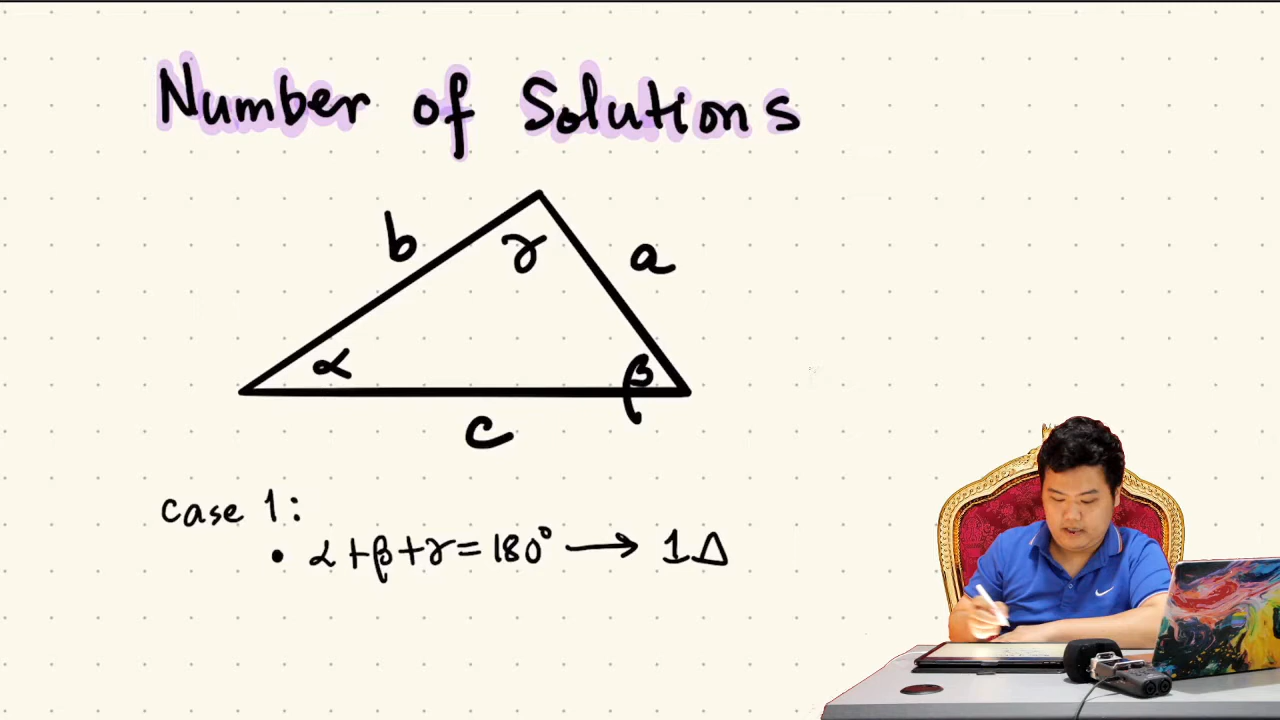 Number of Solutions
b
γ
a
α
β
c
case 1:
• α+β+γ=180° → 1Δ